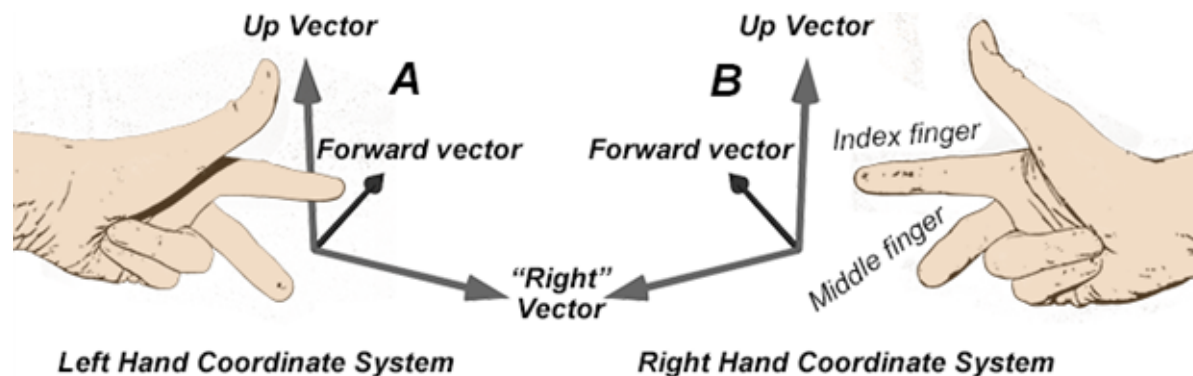 Up Vector
A
Forward vector
"Right"
Vector
Left Hand Coordinate System
Up Vector
B
Forward vector
Index finger
Middle finger
Right Hand Coordinate System